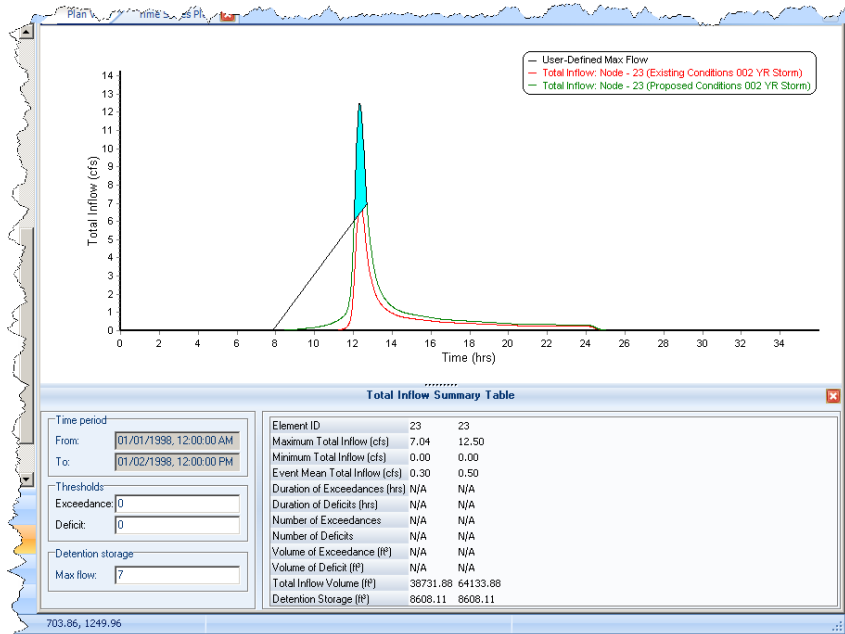 Plan
Total Inflow (cfs)
14
13
12
11
10
9
8
7
6
5
4
3
2
1
0
User-Defined Max Flow
Total Inflow: Node - 23 (Existing Conditions 002 YR Storm)
Total Inflow: Node - 23 (Proposed Conditions 002 YR Storm)
0 2 4 6 8 10 12 14 16 18 20 22 24 26 28 30 32 34
Time (hrs)
Total Inflow Summary Table
Time period
From: 01/01/1998, 12:00:00 AM
To: 01/02/1998, 12:00:00 PM
Thresholds
Exceedance: 0
Deficit: 0
Detention storage
Max flow: 7
Element ID 23 23
Maximum Total Inflow (cfs) 7.04 12.50
Minimum Total Inflow (cfs) 0.00 0.00
Event Mean Total Inflow (cfs) 0.30 0.50
Duration of Exceedances (hrs) N/A N/A
Duration of Deficits (hrs) N/A N/A
Number of Exceedances N/A N/A
Number of Deficits N/A N/A
Volume of Exceedance (ft³) N/A N/A
Volume of Deficit (ft³) N/A N/A
Total Inflow Volume (ft³) 38731.88 64133.88
Detention Storage (ft³) 8608.11 8608.11
703.86, 1249.96